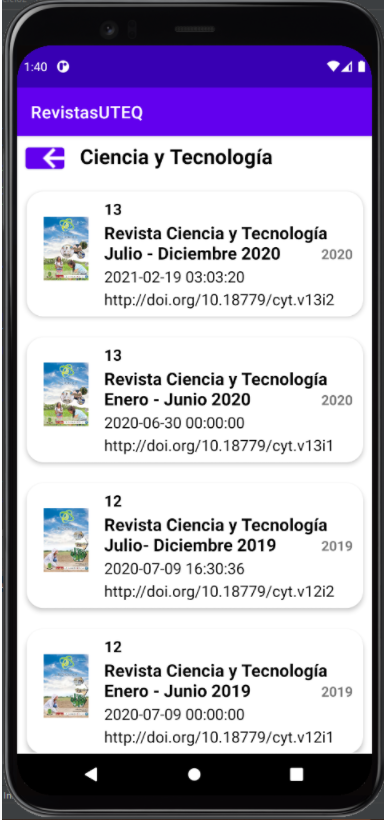 1:40
RevistasUTEQ
Ciencia y Tecnología
13
Revista Ciencia y Tecnología
Julio - Diciembre 2020
2020
2021-02-19 03:03:20
http://doi.org/10.18779/cyt.v13i2
13
Revista Ciencia y Tecnología
Enero - Junio 2020
2020
2020-06-30 00:00:00
http://doi.org/10.18779/cyt.v13i1
12
Revista Ciencia y Tecnología
Julio- Diciembre 2019
2019
2020-07-09 16:30:36
http://doi.org/10.18779/cyt.v12i2
12
Revista Ciencia y Tecnología
Enero - Junio 2019
2019
2020-07-09 00:00:00
http://doi.org/10.18779/cyt.v12i1